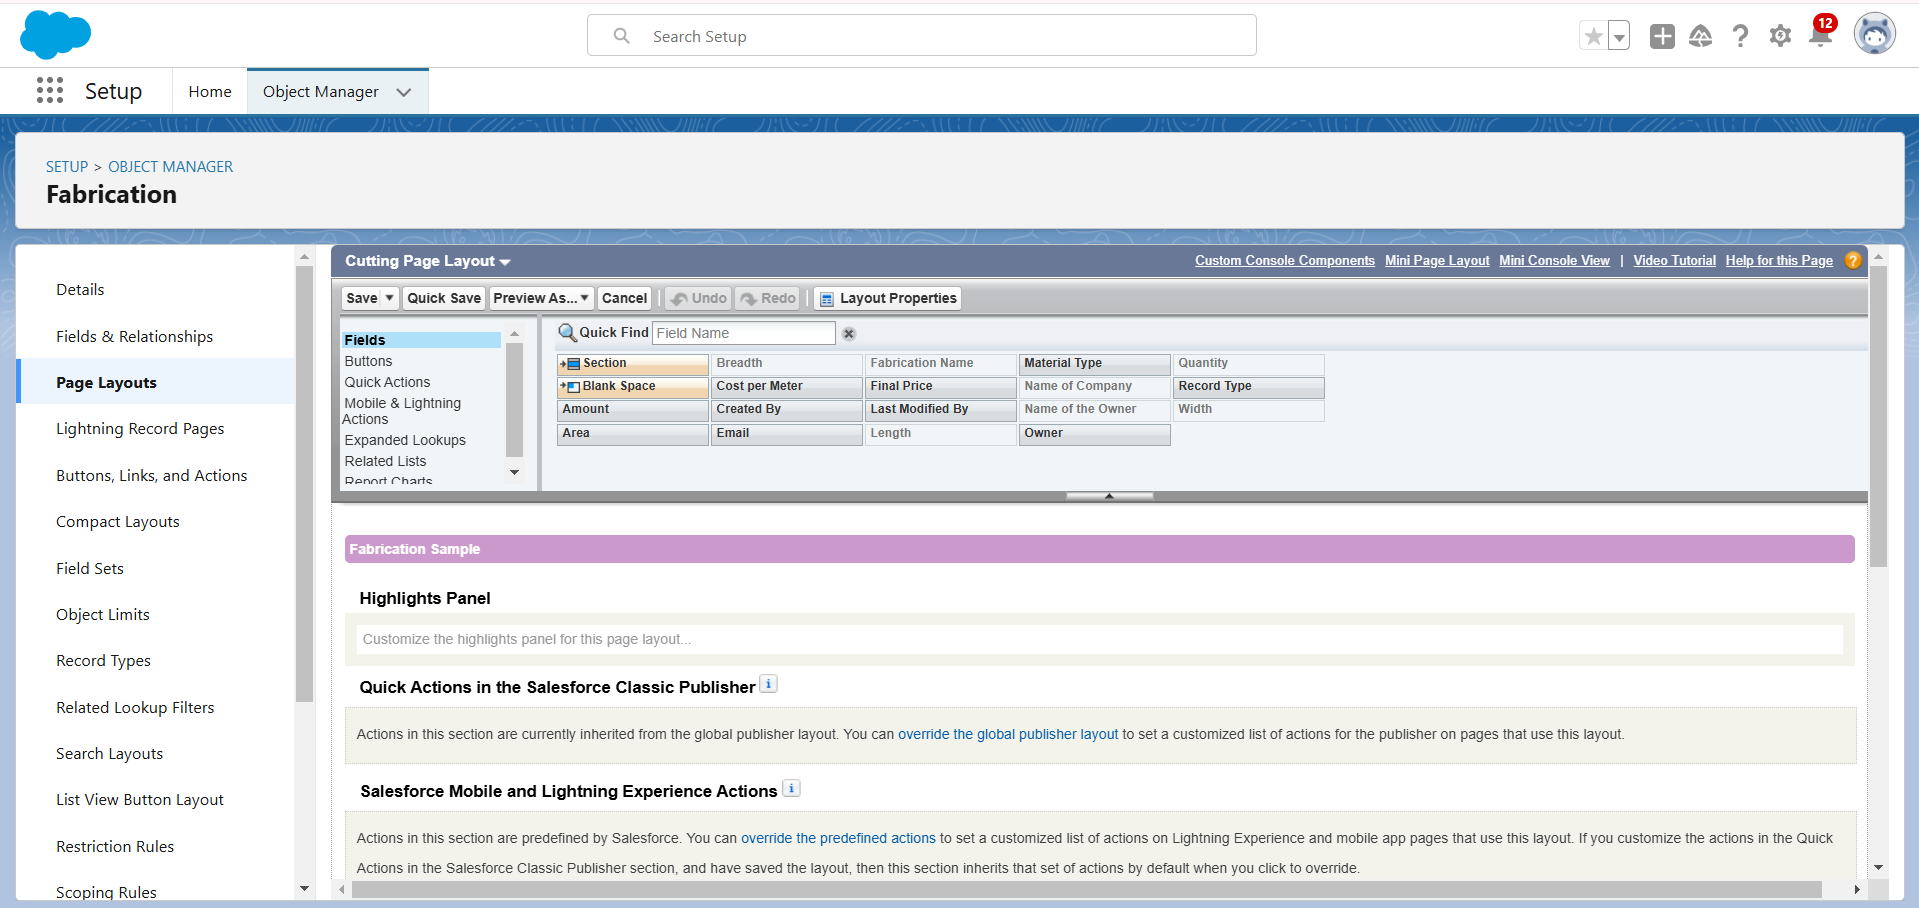 Search Setup
12
Setup
Home
Object Manager
SETUP > OBJECT MANAGER
Fabrication
Details
Fields & Relationships
Page Layouts
Lightning Record Pages
Buttons, Links, and Actions
Compact Layouts
Field Sets
Object Limits
Record Types
Related Lookup Filters
Search Layouts
List View Button Layout
Restriction Rules
Scoping Rules
Cutting Page Layout
Custom Console Components Mini Page Layout Mini Console View | Video Tutorial Help for this Page ?
Save Quick Save Preview As... Cancel Undo Redo Layout Properties
Fields
Buttons
Quick Actions
Mobile & Lightning
Actions
Expanded Lookups
Related Lists
Report Charts
Quick Find Field Name
Section Breadth Fabrication Name Material Type Quantity
Blank Space Cost per Meter Final Price Name of Company Record Type
Amount Created By Last Modified By Name of the Owner Width
Area Email Length Owner
Fabrication Sample
Highlights Panel
Customize the highlights panel for this page layout...
Quick Actions in the Salesforce Classic Publisher i
Actions in this section are currently inherited from the global publisher layout. You can override the global publisher layout to set a customized list of actions for the publisher on pages that use this layout.
Salesforce Mobile and Lightning Experience Actions i
Actions in this section are predefined by Salesforce. You can override the predefined actions to set a customized list of actions on Lightning Experience and mobile app pages that use this layout. If you customize the actions in the Quick
Actions in the Salesforce Classic Publisher section, and have saved the layout, then this section inherits that set of actions by default when you click to override.